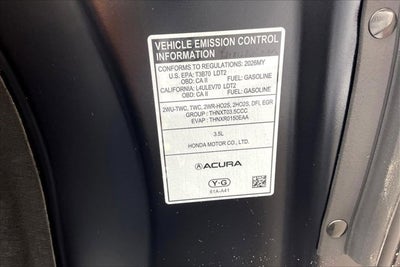 VEHICLE EMISSION CONTROL
INFORMATION
CONFORMS TO REGULATIONS: 2026MY
U.S. EPA: T3B70 LDT2
OBD: CA II FUEL: GASOLINE
CALIFORNIA: L4ULEV70 LDT2
OBD: CA II FUEL: GASOLINE
2WU-TWC, TWC, 2WR-HO2S, 2HO2S, DFI, EGR
GROUP : THNXT03.5CCC
EVAP : THNXR0150EAA
3.5L
HONDA MOTOR CO., LTD.
ACURA
Y-G
61A-A41